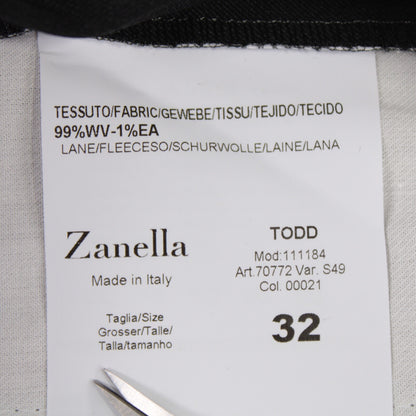 TESSUTO/FABRIC/GEWEBE/TISSU/TEJIDO/TECIDO
99%WV-1%EA
LANE/FLEECESO/SCHURWOLLE/LAINE/LANA
Zanella
Made in Italy
TODD
Mod:111184
Art.70772 Var. S49
Col. 00021
Taglia/Size
Grosser/Talle/
Talla/tamanho
32